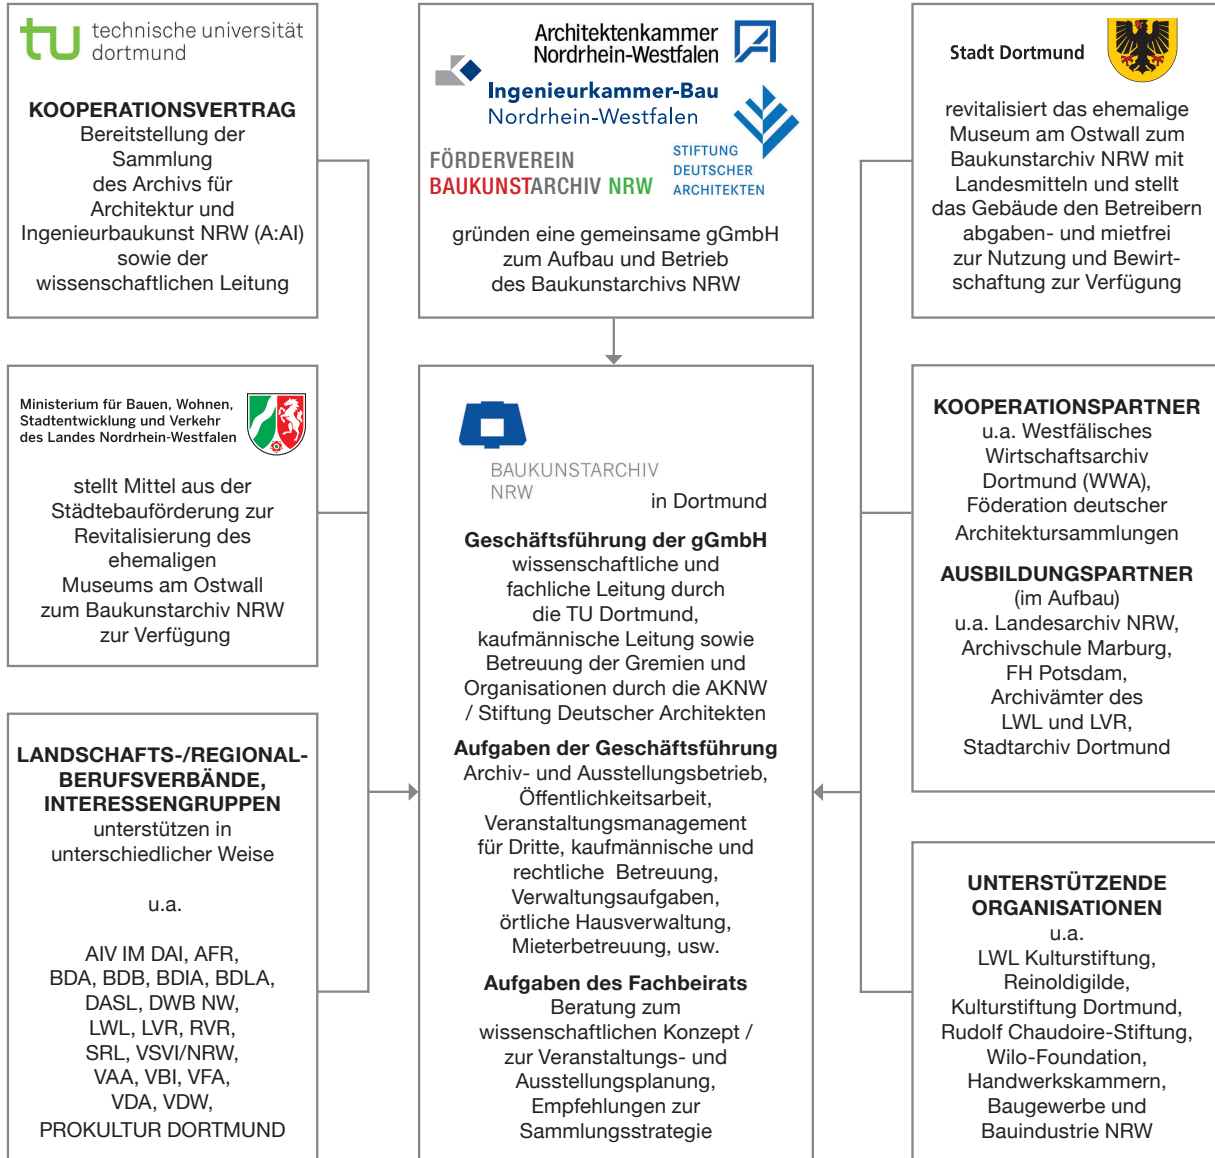 technische universität
dortmund
KOOPERATIONSVERTRAG
Bereitstellung der
Sammlung
des Archivs für
Architektur und
Ingenieurbaukunst NRW (A:AI)
sowie der
wissenschaftlichen Leitung
Ministerium für Bauen, Wohnen,
Stadtentwicklung und Verkehr
des Landes Nordrhein-Westfalen
stellt Mittel aus der
Städtebauförderung zur
Revitalisierung des
ehemaligen
Museums am Ostwall
zum Baukunstarchiv NRW
zur Verfügung
LANDSCHAFTS-/REGIONAL-
BERUFSVERBÄNDE,
INTERESSENGRUPPEN
unterstützen in
unterschiedlicher Weise
u.a.
AIV IM DAI, AFR,
BDA, BDB, BDIA, BDLA,
DASL, DWB NW,
LWL, LVR, RVR,
SRL, VSVI/NRW,
VAA, VBI, VFA,
VDA, VDW,
PROKULTUR DORTMUND
Architektenkammer
Nordrhein-Westfalen
Ingenieurkammer-Bau
Nordrhein-Westfalen
FÖRDERVEREIN
BAUKUNSTARCHIV NRW
STIFTUNG
DEUTSCHER
ARCHITEKTEN
gründen eine gemeinsame gGmbH
zum Aufbau und Betrieb
des Baukunstarchivs NRW
BAUKUNSTARCHIV
NRW
in Dortmund
Geschäftsführung der gGmbH
wissenschaftliche und
fachliche Leitung durch
die TU Dortmund,
kaufmännische Leitung sowie
Betreuung der Gremien und
Organisationen durch die AKNW
/ Stiftung Deutscher Architekten
Aufgaben der Geschäftsführung
Archiv- und Ausstellungsbetrieb,
Öffentlichkeitsarbeit,
Veranstaltungsmanagement
für Dritte, kaufmännische und
rechtliche Betreuung,
Verwaltungsaufgaben,
örtliche Hausverwaltung,
Mieterbetreuung, usw.
Aufgaben des Fachbeirats
Beratung zum
wissenschaftlichen Konzept /
zur Veranstaltungs- und
Ausstellungsplanung,
Empfehlungen zur
Sammlungsstrategie
Stadt Dortmund
revitalisiert das ehemalige
Museum am Ostwall zum
Baukunstarchiv NRW mit
Landesmitteln und stellt
das Gebäude den Betreibern
abgaben- und mietfrei
zur Nutzung und Bewirt-
schaftung zur Verfügung
KOOPERATIONSPARTNER
u.a. Westfälisches
Wirtschaftsarchiv
Dortmund (WWA),
Föderation deutscher
Architektursammlungen
AUSBILDUNGSPARTNER
(im Aufbau)
u.a. Landesarchiv NRW,
Archivschule Marburg,
FH Potsdam,
Archivämter des
LWL und LVR,
Stadtarchiv Dortmund
UNTERSTÜTZENDE
ORGANISATIONEN
u.a.
LWL Kulturstiftung,
Reinoldigilde,
Kulturstiftung Dortmund,
Rudolf Chaudoire-Stiftung,
Wilo-Foundation,
Handwerkskammern,
Baugewerbe und
Bauindustrie NRW